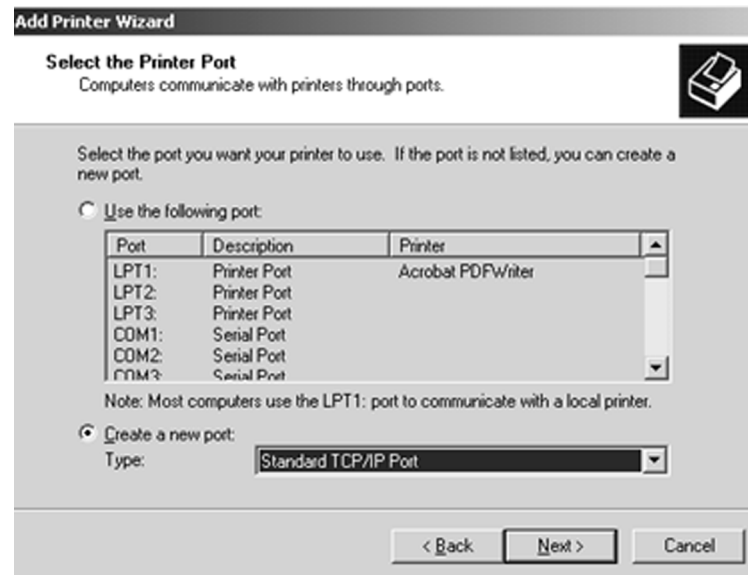 Add Printer Wizard
Select the Printer Port
Computers communicate with printers through ports.
Select the port you want your printer to use. If the port is not listed, you can create a
new port.
Use the following port:
Port Description Printer
LPT1: Printer Port Acrobat PDFWriter
LPT2: Printer Port
LPT3: Printer Port
COM1: Serial Port
COM2: Serial Port
COM3: Serial Port
Note: Most computers use the LPT1: port to communicate with a local printer.
Create a new port:
Type: Standard TCP/IP Port
< Back Next > Cancel